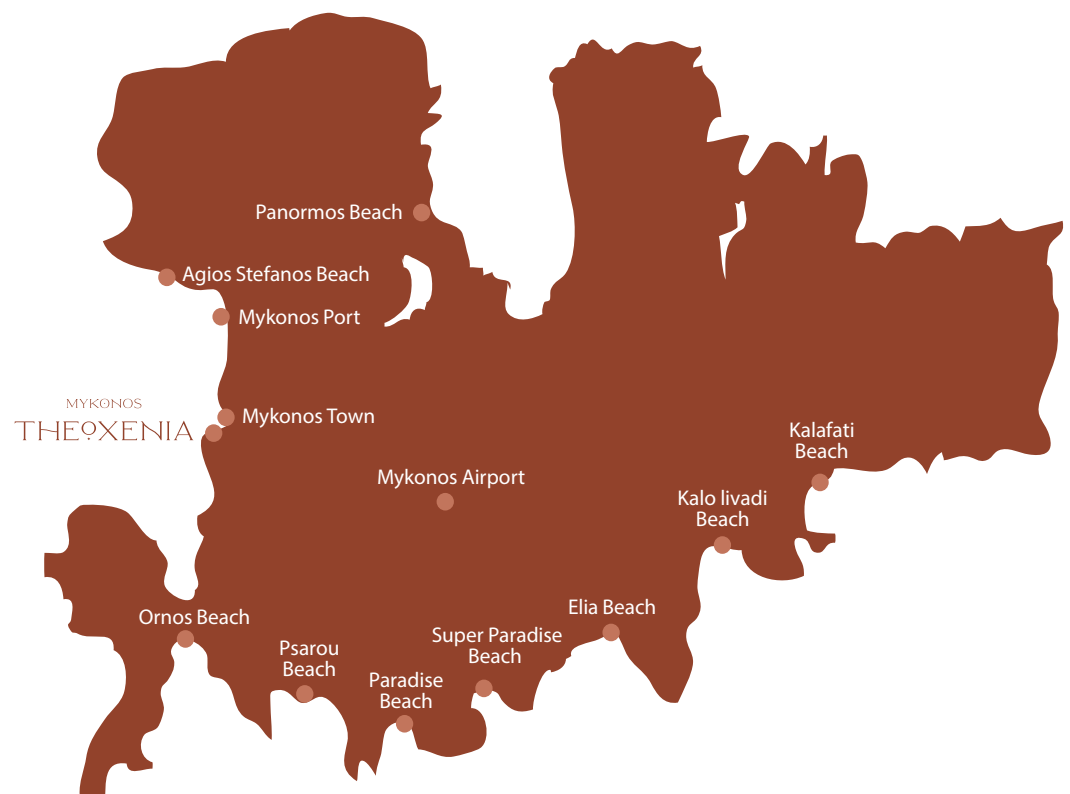 Panormos Beach
Agios Stefanos Beach
Mykonos Port
MYKONOS
THEOXENIA
Mykonos Town
Kalafati
Beach
Mykonos Airport
Kalo livadi
Beach
Elia Beach
Ornos Beach
Super Paradise
Beach
Psarou
Beach
Paradise
Beach